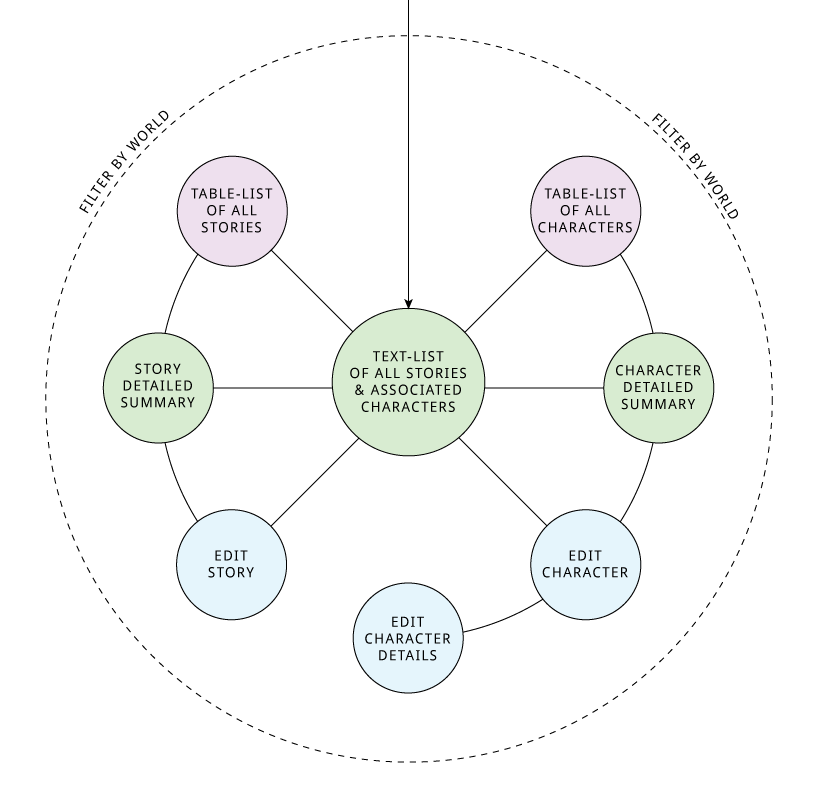 FILTER BY WORLD
FILTER BY WORLD
TABLE-LIST
OF ALL
STORIES
TABLE-LIST
OF ALL
CHARACTERS
TEXT-LIST
OF ALL STORIES
& ASSOCIATED
CHARACTERS
STORY
DETAILED
SUMMARY
CHARACTER
DETAILED
SUMMARY
EDIT
STORY
EDIT
CHARACTER
EDIT
CHARACTER
DETAILS